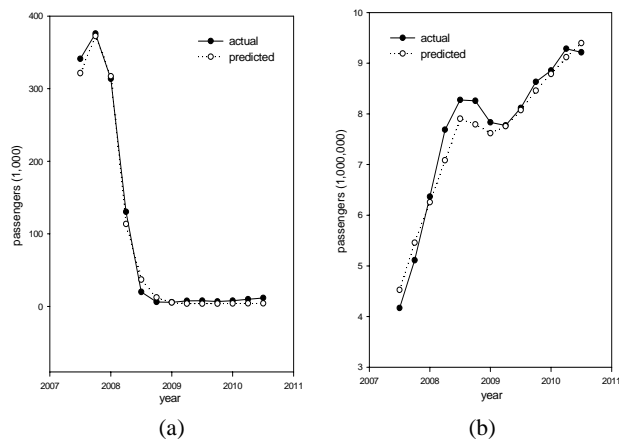 400
300
200
100
0
passengers (1,000)
actual
predicted
2007
2008
2009
2010
2011
year
(a)
10
9
8
7
6
5
4
3
passengers (1,000,000)
actual
predicted
2007
2008
2009
2010
2011
year
(b)